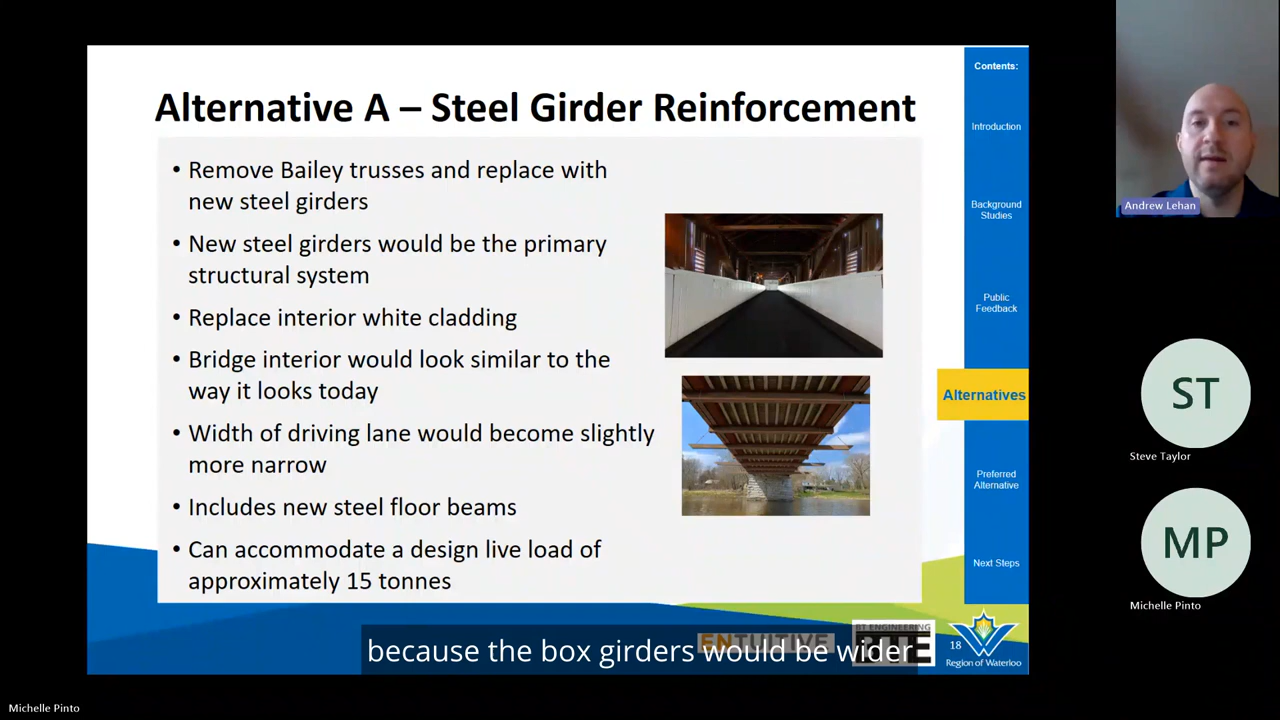 Alternative A – Steel Girder Reinforcement
• Remove Bailey trusses and replace with
new steel girders
• New steel girders would be the primary
structural system
• Replace interior white cladding
• Bridge interior would look similar to the
way it looks today
• Width of driving lane would become slightly
more narrow
• Includes new steel floor beams
• Can accommodate a design live load of
approximately 15 tonnes
Contents:
Introduction
Background
Studies
Public
Feedback
Alternatives
Preferred
Alternative
Next Steps
ENTUITIVE
BT ENGINEERING
BTE
18
Region of Waterloo
because the box girders would be wider
Andrew Lehan
ST
Steve Taylor
MP
Michelle Pinto
Michelle Pinto